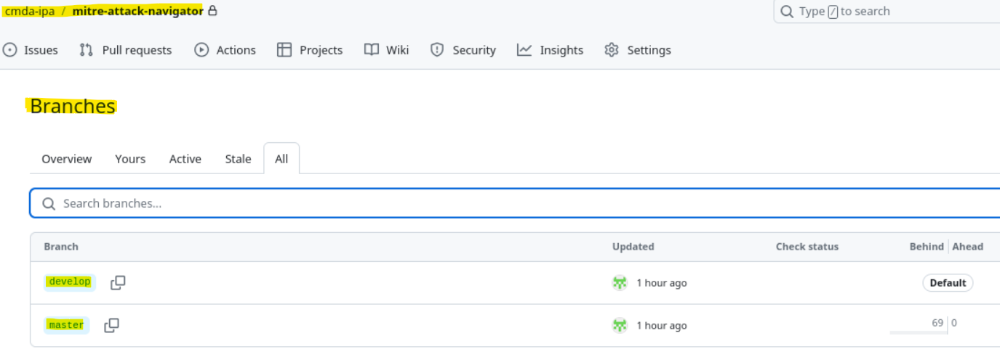 cmda-ipa / mitre-attack-navigator
Type / to search
Issues Pull requests Actions Projects Wiki Security Insights Settings
Branches
Overview Yours Active Stale All
Search branches...
Branch Updated Check status Behind Ahead
develop 1 hour ago Default
master 1 hour ago 69 0